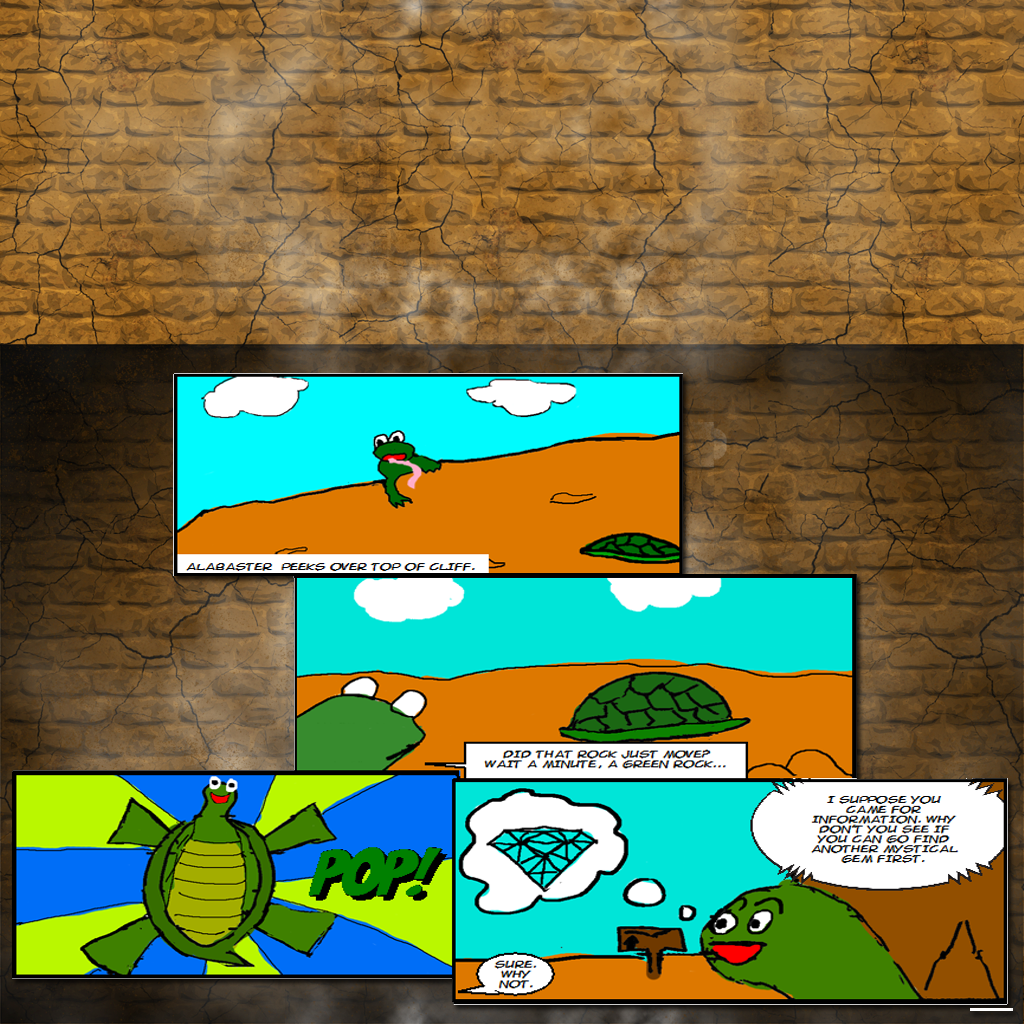 ALABASTER PEEKS OVER TOP OF CLIFF.
DID THAT ROCK JUST MOVE?
WAIT A MINUTE, A GREEN ROCK...
POP!
I SUPPOSE YOU
CAME FOR
INFORMATION. WHY
DON'T YOU SEE IF
YOU CAN GO FIND
ANOTHER MYSTICAL
GEM FIRST.
SURE.
WHY
NOT.